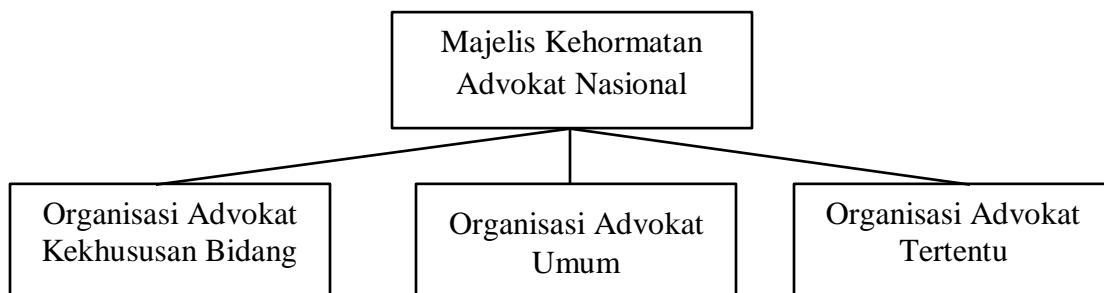 Majelis Kehormatan
Advokat Nasional
Organisasi Advokat
Kekhususan Bidang
Organisasi Advokat
Umum
Organisasi Advokat
Tertentu